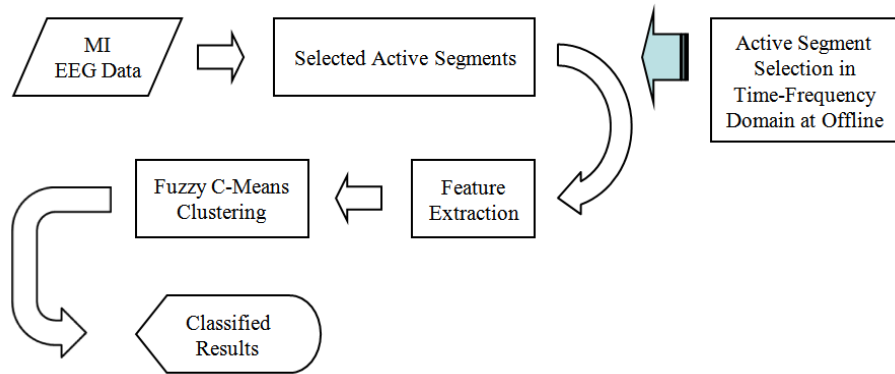 MI
EEG Data
Selected Active Segments
Active Segment
Selection in
Time-Frequency
Domain at Offline
Fuzzy C-Means
Clustering
Feature
Extraction
Classified
Results